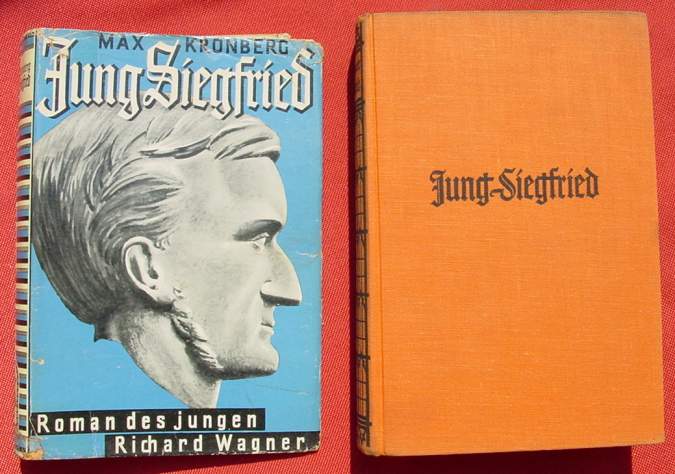 MAX KRONBERG
Jung Siegfried
Roman des jungen
Richard Wagner
Jung-Siegfried